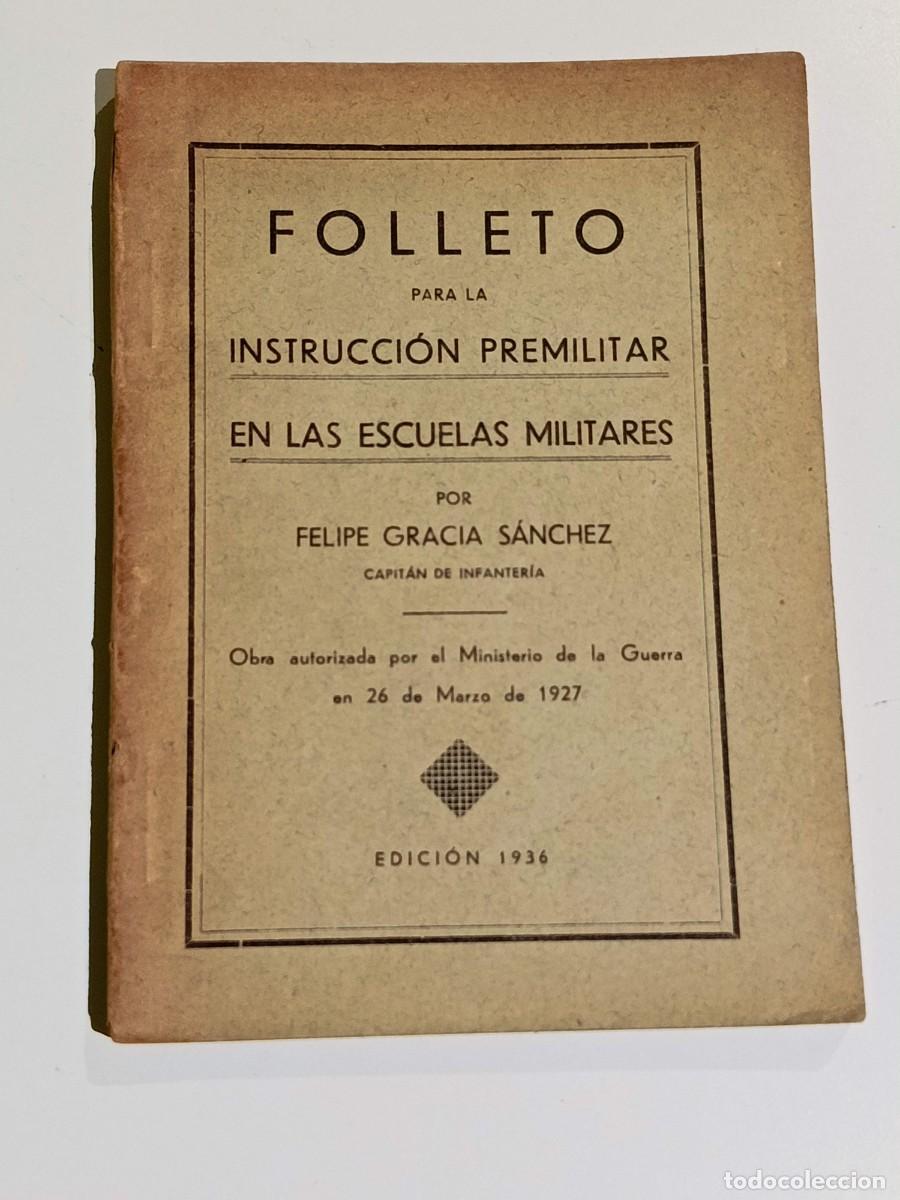 FOLLETO
PARA LA
INSTRUCCIÓN PREMILITAR
EN LAS ESCUELAS MILITARES
POR
FELIPE GRACIA SÁNCHEZ
CAPITÁN DE INFANTERÍA
Obra autorizada por el Ministerio de la Guerra
en 26 de Marzo de 1927
EDICIÓN 1936
todocoleccion